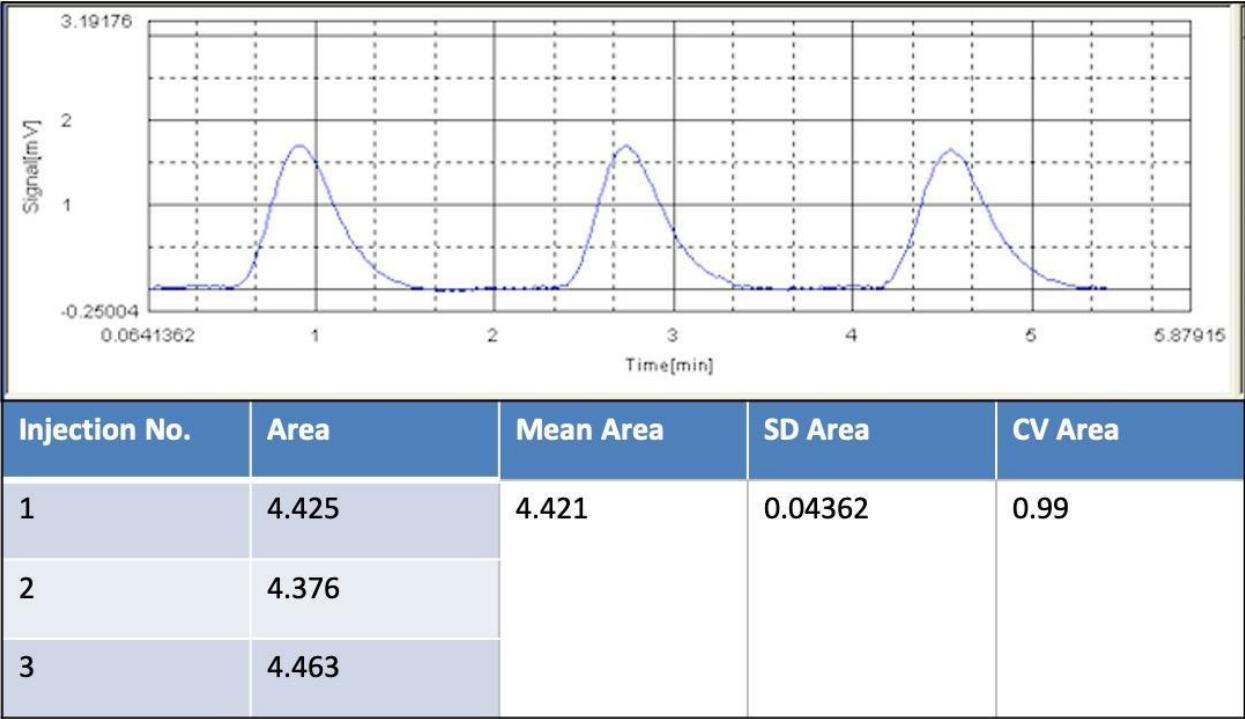 3.19176
2
Signal[mV]
1
-0.25004
0.0641362 1 2 3 4 5 5.87915
Time[min]
Injection No. Area Mean Area SD Area CV Area
1 4.425 4.421 0.04362 0.99
2 4.376
3 4.463